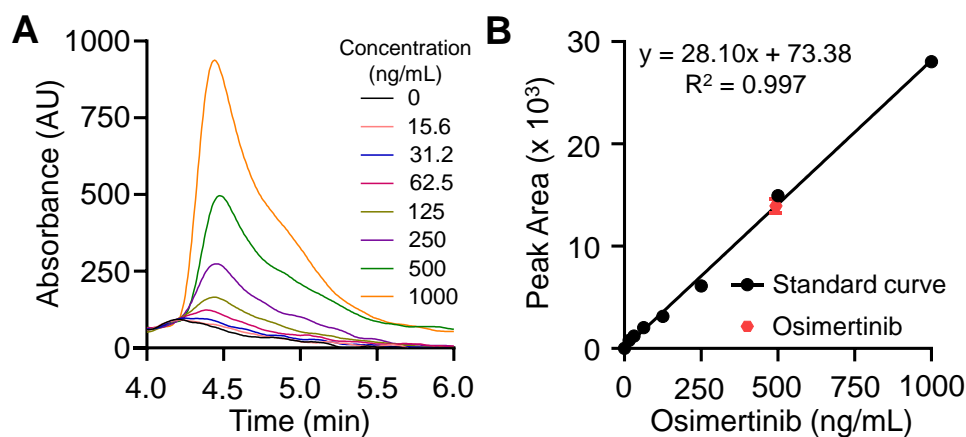 A
Absorbance (AU)
1000
750
500
250
0
4.0 4.5 5.0 5.5 6.0
Time (min)
Concentration
(ng/mL)
0
15.6
31.2
62.5
125
250
500
1000
B
Peak Area (x 10³)
30
20
10
0
y = 28.10x + 73.38
R² = 0.997
Standard curve
Osimertinib
0 250 500 750 1000
Osimertinib (ng/mL)